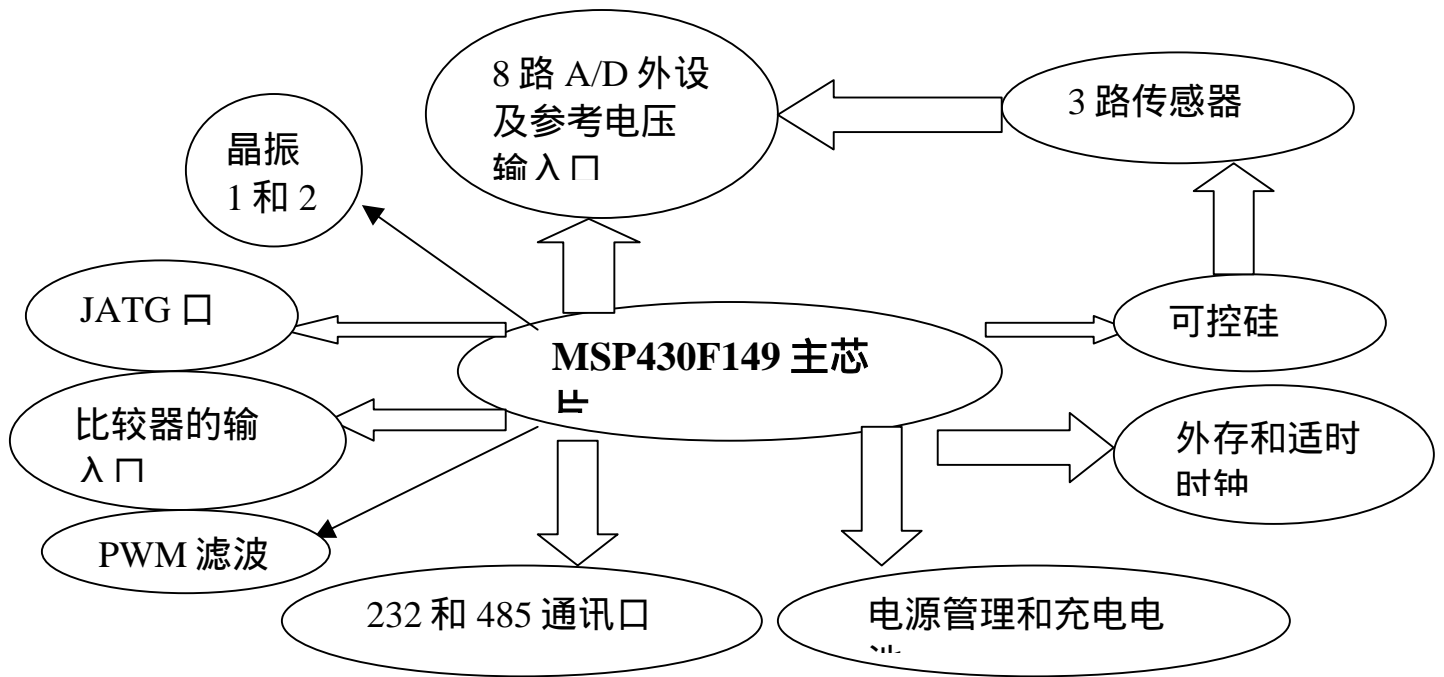 8 路 A/D 外设
及参考电压
输入口
3 路传感器
晶振
1 和 2
JATG 口
MSP430F149 主芯
片
可控硅
比较器的输
入口
外存和适时
时钟
PWM 滤波
232 和 485 通讯口
电源管理和充电电
池